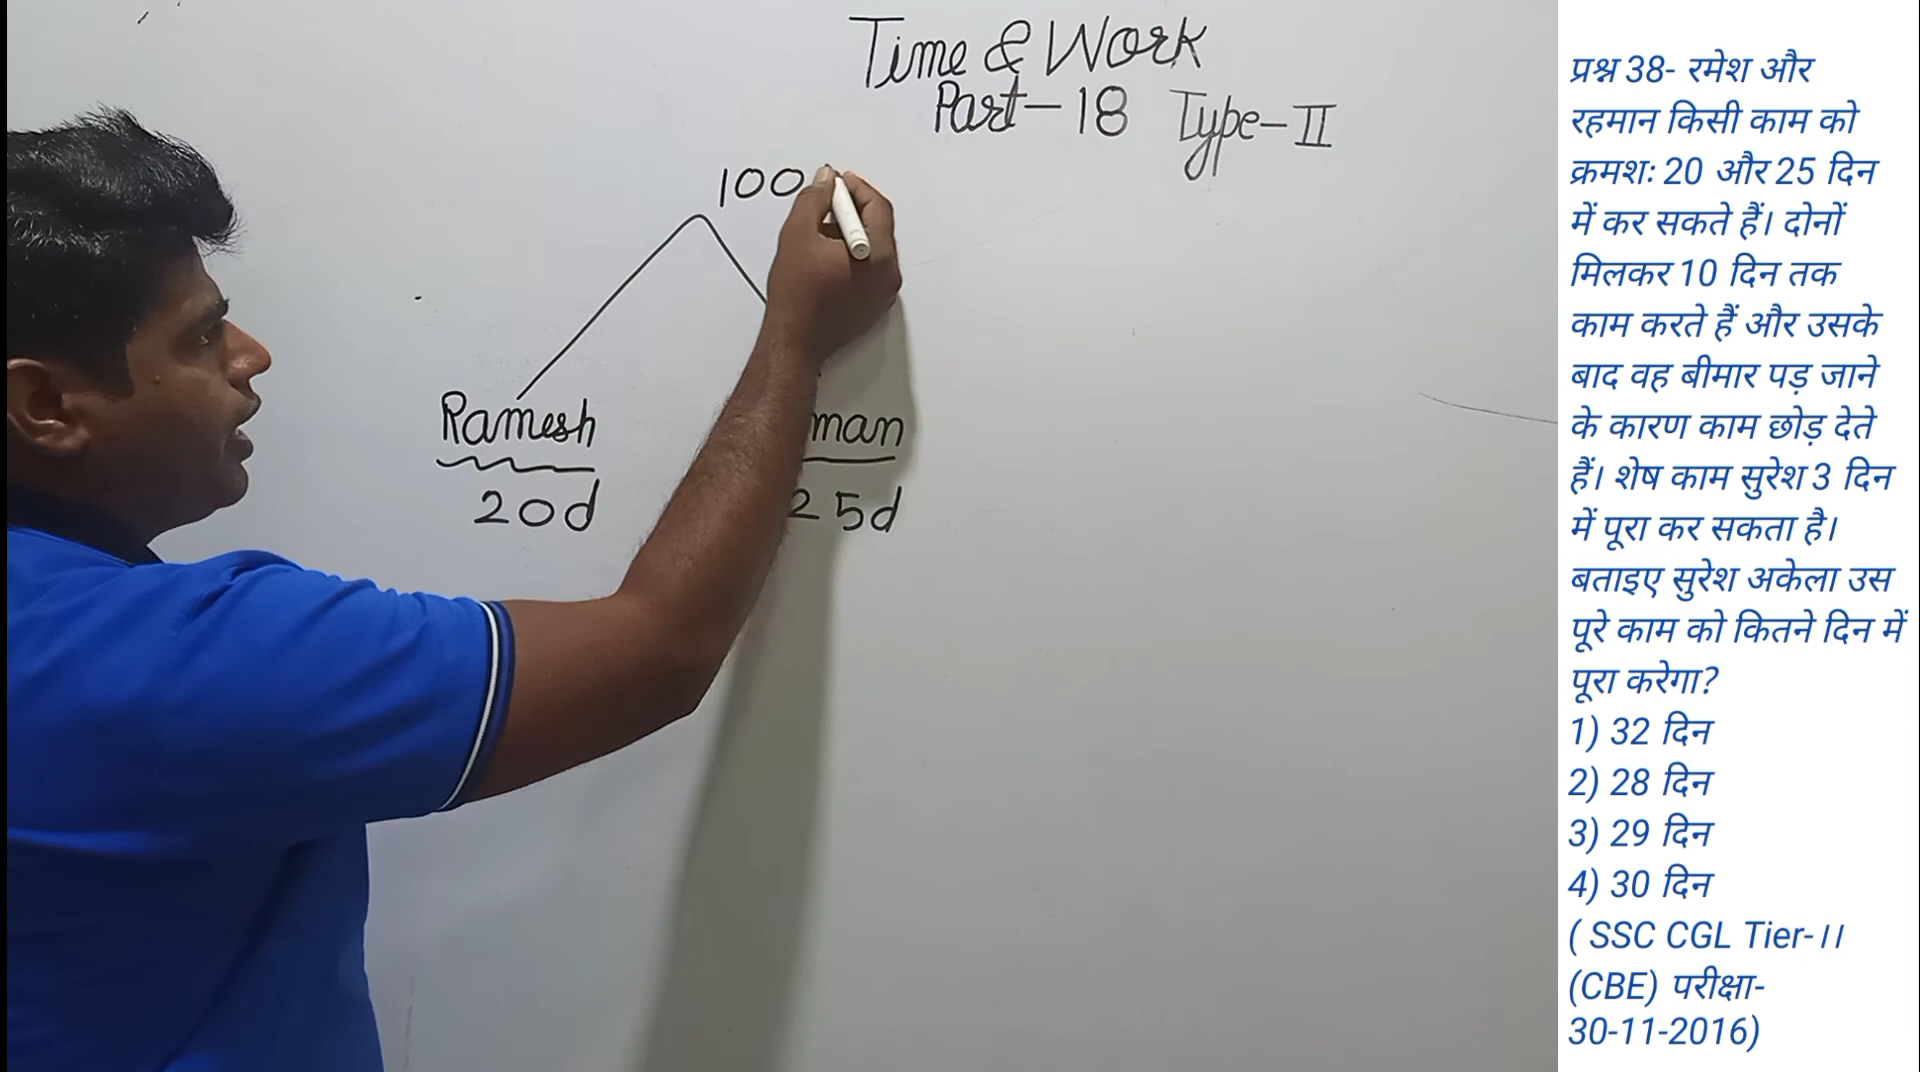 Time & Work
Part-18 Type-II
100
Ramesh
man
20d
25d
प्रश्न 38- रमेश और
रहमान किसी काम को
क्रमशः 20 और 25 दिन
में कर सकते हैं। दोनों
मिलकर 10 दिन तक
काम करते हैं और उसके
बाद वह बीमार पड़ जाने
के कारण काम छोड़ देते
हैं। शेष काम सुरेश 3 दिन
में पूरा कर सकता है।
बताइए सुरेश अकेला उस
पूरे काम को कितने दिन में
पूरा करेगा?
1) 32 दिन
2) 28 दिन
3) 29 दिन
4) 30 दिन
( SSC CGL Tier-।।
(CBE) परीक्षा-
30-11-2016)